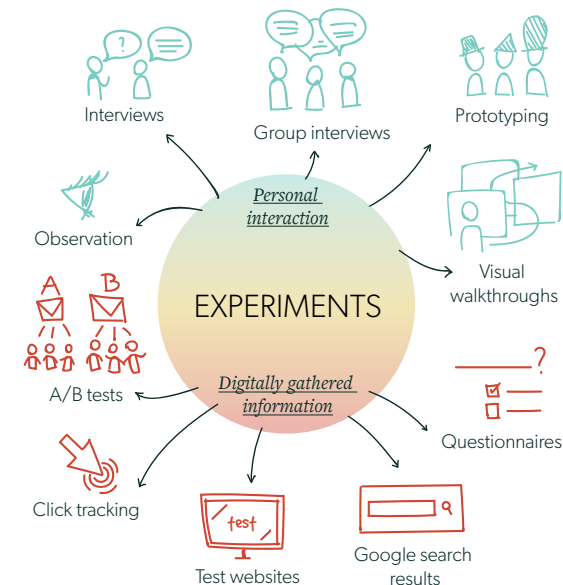 ?
Interviews
Group interviews
Prototyping
Personal
interaction
Observation
Visual
walkthroughs
A B
EXPERIMENTS
A/B tests
Digitally gathered
information
?
Questionnaires
Click tracking
test
Test websites
Google search
results